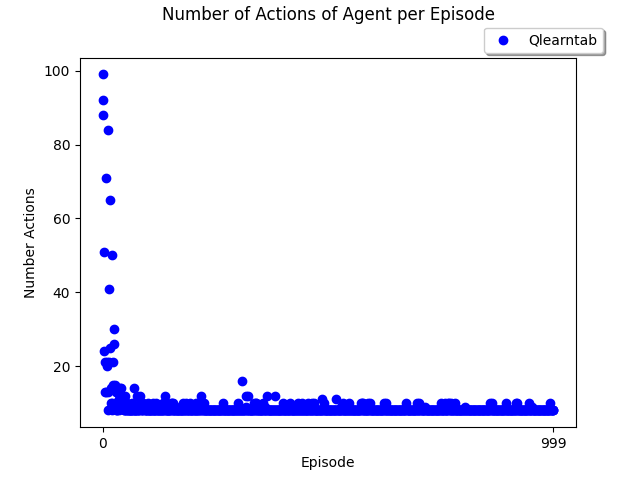 Number of Actions of Agent per Episode
Qlearntab
100
80
60
40
20
Number Actions
0
999
Episode